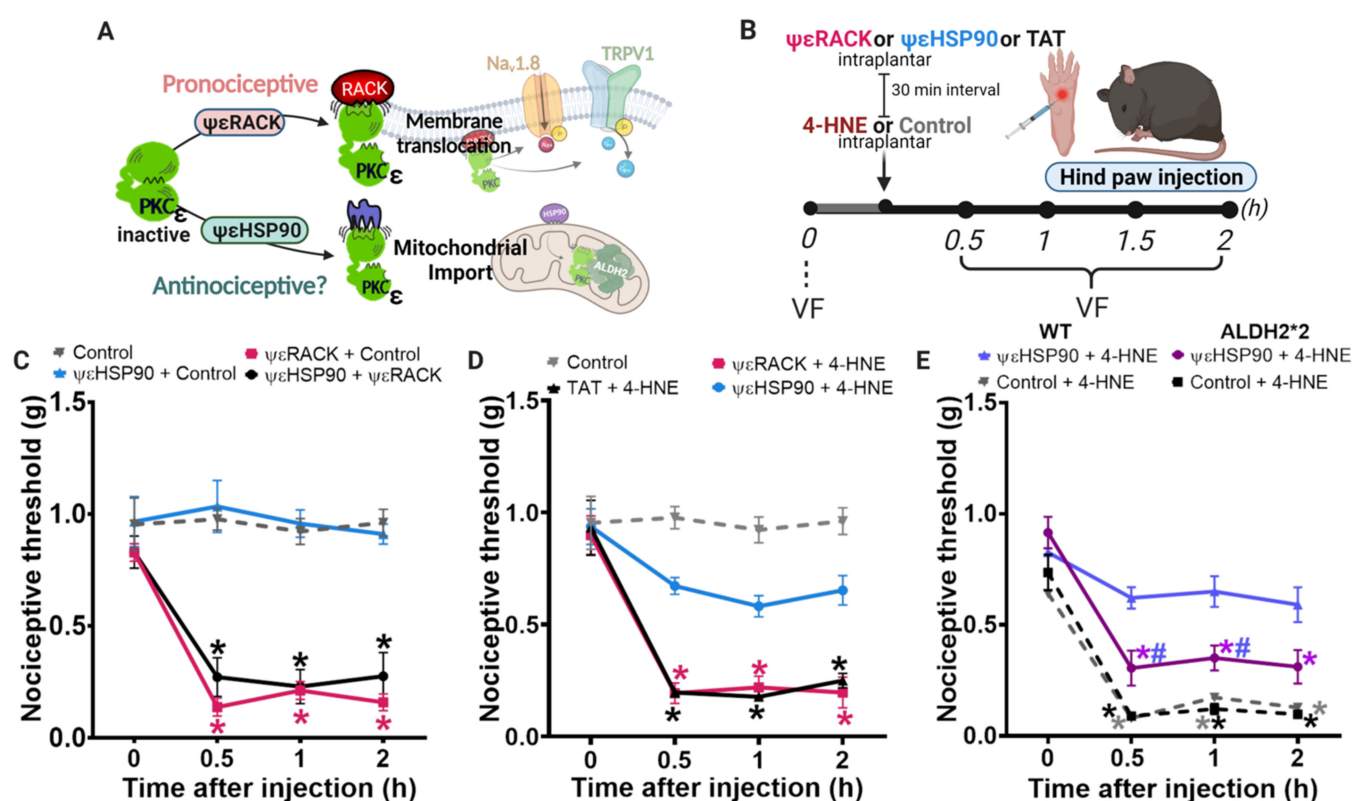 A
Pronociceptive
ψεRACK
RACK
PKC ε
PKC ε
inactive
ψεHSP90
Antinociceptive?
PKC ε
Membrane
translocation
PKC
Nav1.8
Na+
P
TRPV1
P
Mitochondrial
Import
HSP90
PKC
ALDH2
B
ψεRACK or ψεHSP90 or TAT
intraplantar
30 min interval
4-HNE or Control
intraplantar
Hind paw injection
0 0.5 1 1.5 2 (h)
VF VF
C
Control
ψεRACK + Control
ψεHSP90 + Control
ψεHSP90 + ψεRACK
Nociceptive threshold (g)
1.5
1.0
0.5
0.0
* * *
* * *
0 0.5 1 2
Time after injection (h)
D
Control
ψεRACK + 4-HNE
TAT + 4-HNE
ψεHSP90 + 4-HNE
Nociceptive threshold (g)
1.5
1.0
0.5
0.0
* * *
* * *
0 0.5 1 2
Time after injection (h)
E
WT ALDH2*2
ψεHSP90 + 4-HNE
ψεHSP90 + 4-HNE
Control + 4-HNE
Control + 4-HNE
Nociceptive threshold (g)
1.5
1.0
0.5
0.0
*# *# *
* * *
* * *
0 0.5 1 2
Time after injection (h)